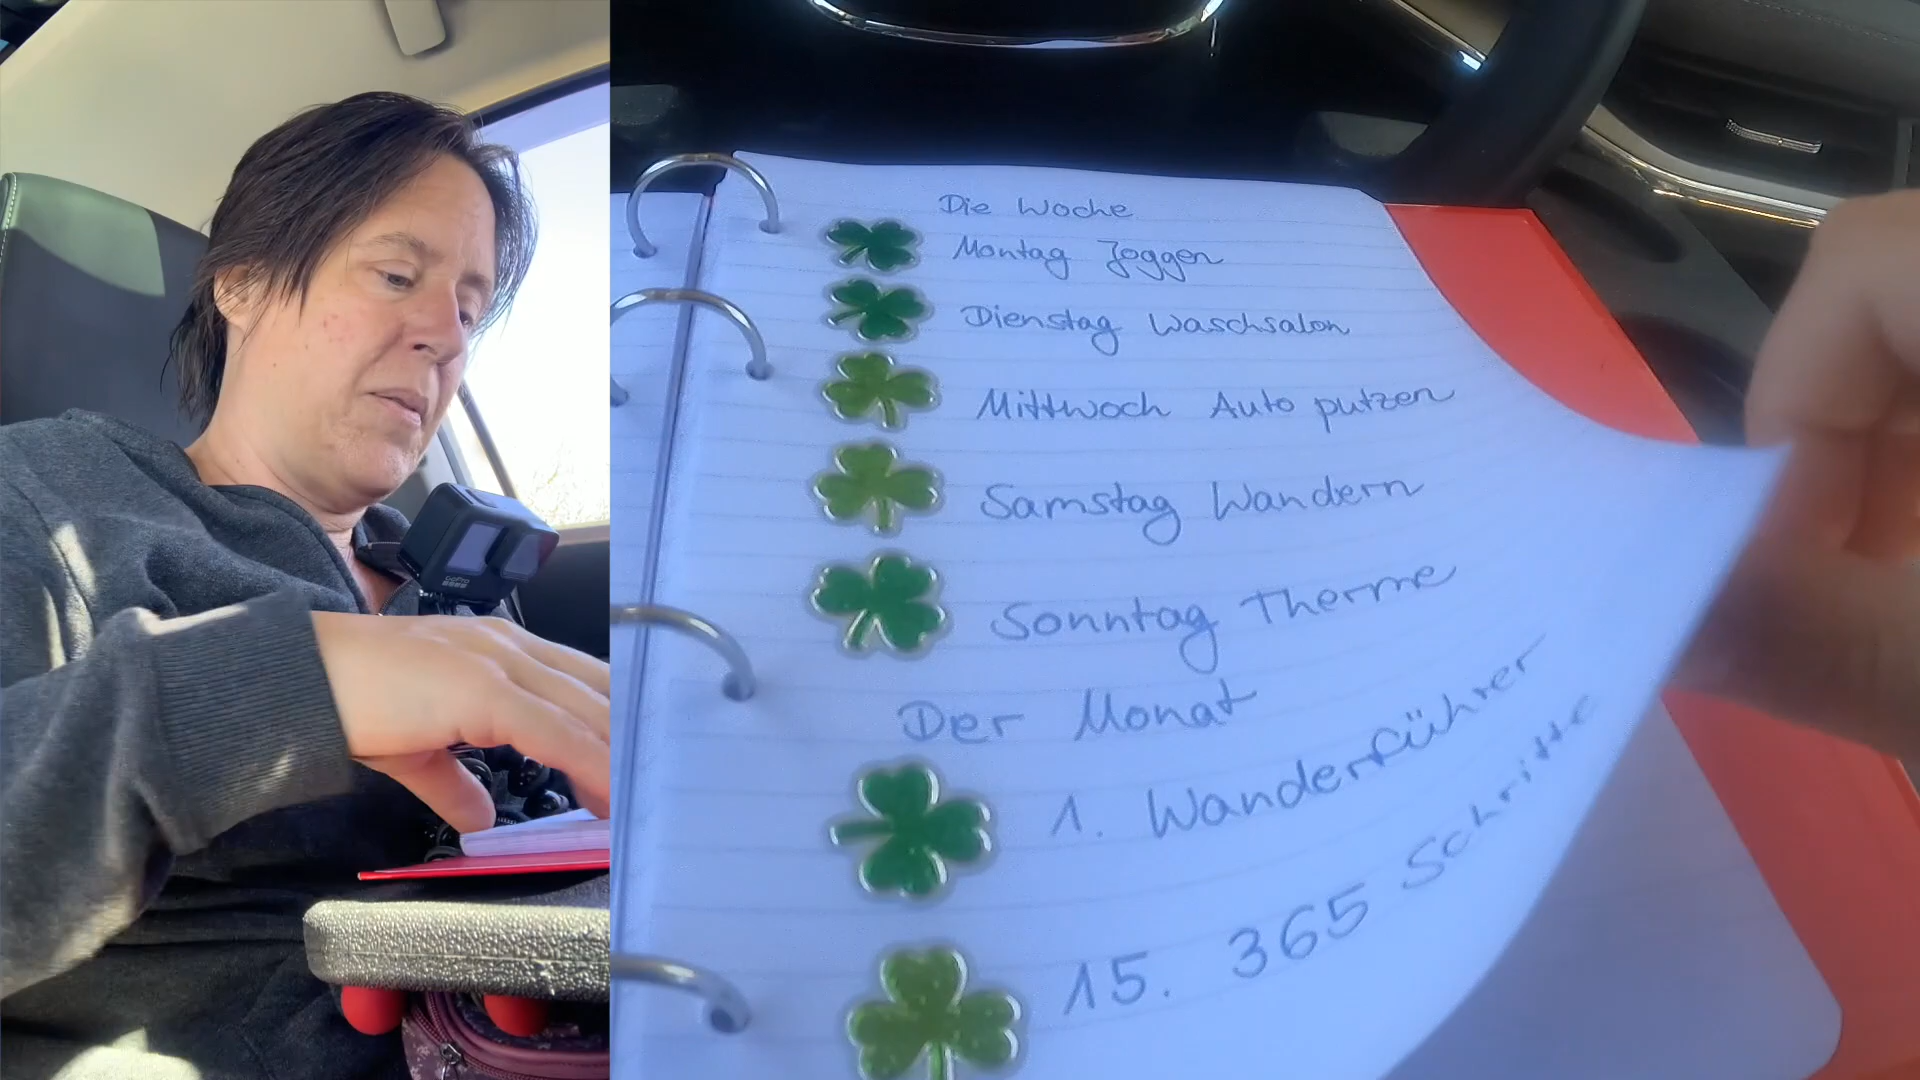 Die Woche
Montag Joggen
Dienstag Waschsalon
Mittwoch Auto putzen
Samstag Wandern
Sonntag Therme
Der Monat
1. Wanderführer
15. 365 Schritte
GoPro